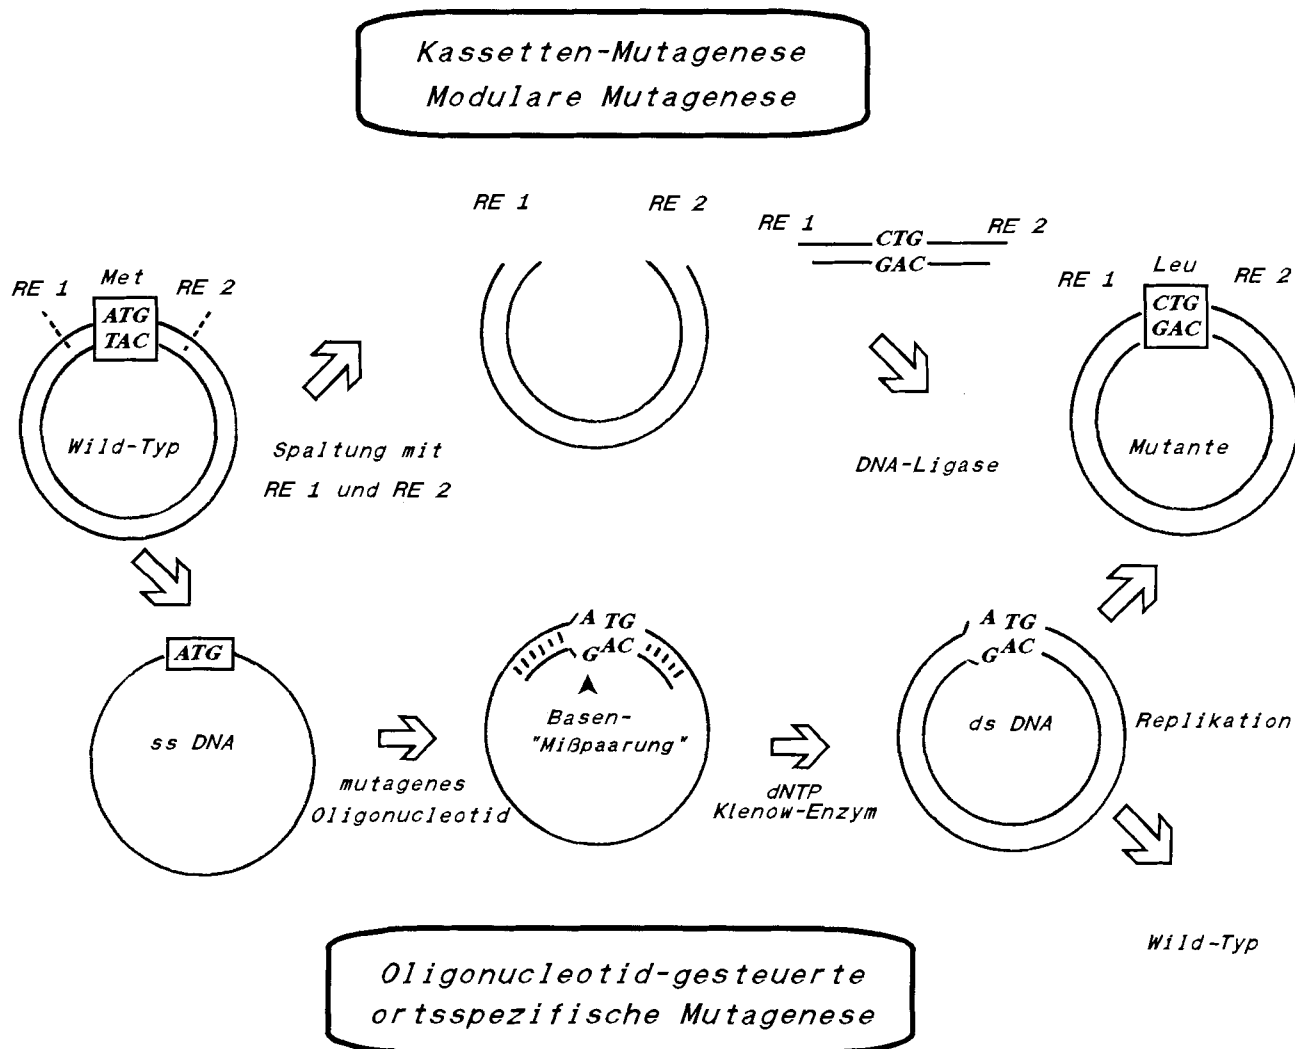 Kassetten-Mutagenese
Modulare Mutagenese
RE 1
RE 2
RE 1
RE 2
CTG
GAC
Met
RE 1
RE 2
ATG
TAC
Wild-Typ
Spaltung mit
RE 1 und RE 2
DNA-Ligase
Leu
RE 1
RE 2
CTG
GAC
Mutante
ATG
ss DNA
mutagenes
Oligonucleotid
A TG
G AC
Basen-
"Mißpaarung"
dNTP
Klenow-Enzym
A TG
G AC
ds DNA
Replikation
Wild-Typ
Oligonucleotid-gesteuerte
ortsspezifische Mutagenese